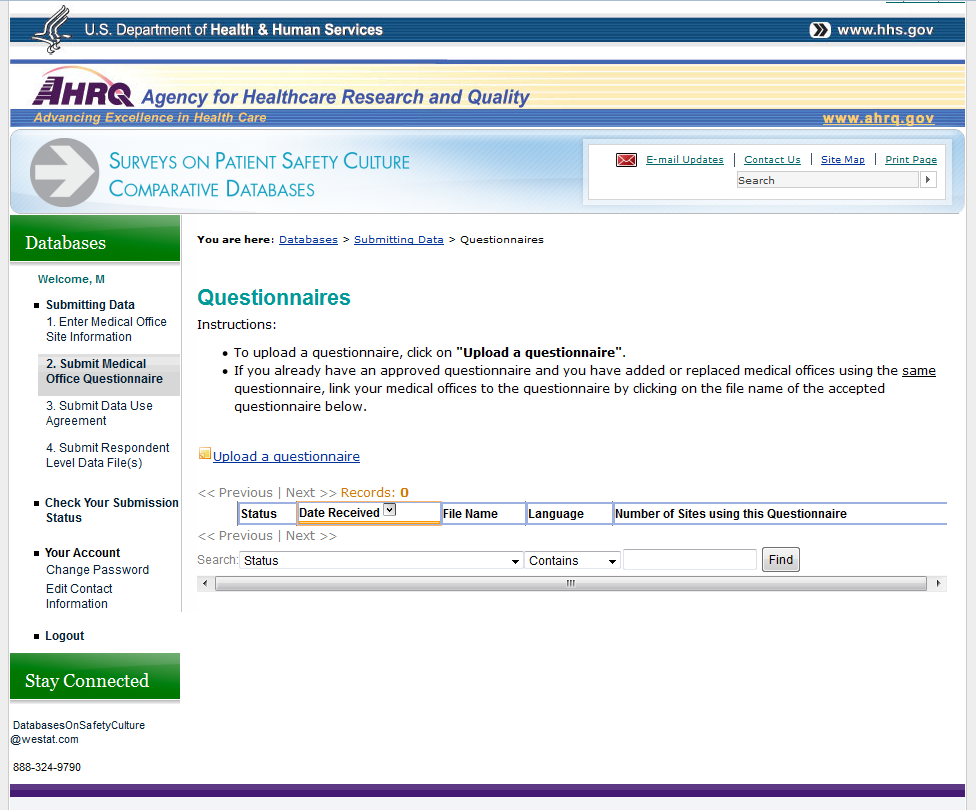 U.S. Department of Health & Human Services
www.hhs.gov
AHRQ Agency for Healthcare Research and Quality
Advancing Excellence in Health Care
www.ahrq.gov
SURVEYS ON PATIENT SAFETY CULTURE
COMPARATIVE DATABASES
E-mail Updates | Contact Us | Site Map | Print Page
Search
Databases
Welcome, M
Submitting Data
1. Enter Medical Office
Site Information
2. Submit Medical
Office Questionnaire
3. Submit Data Use
Agreement
4. Submit Respondent
Level Data File(s)
Check Your Submission
Status
Your Account
Change Password
Edit Contact
Information
Logout
Stay Connected
DatabasesOnSafetyCulture
@westat.com
888-324-9790
You are here: Databases > Submitting Data > Questionnaires
Questionnaires
Instructions:
• To upload a questionnaire, click on "Upload a questionnaire".
• If you already have an approved questionnaire and you have added or replaced medical offices using the same
questionnaire, link your medical offices to the questionnaire by clicking on the file name of the accepted
questionnaire below.
Upload a questionnaire
<< Previous | Next >> Records: 0
Status Date Received File Name Language Number of Sites using this Questionnaire
<< Previous | Next >>
Search: Status Contains Find